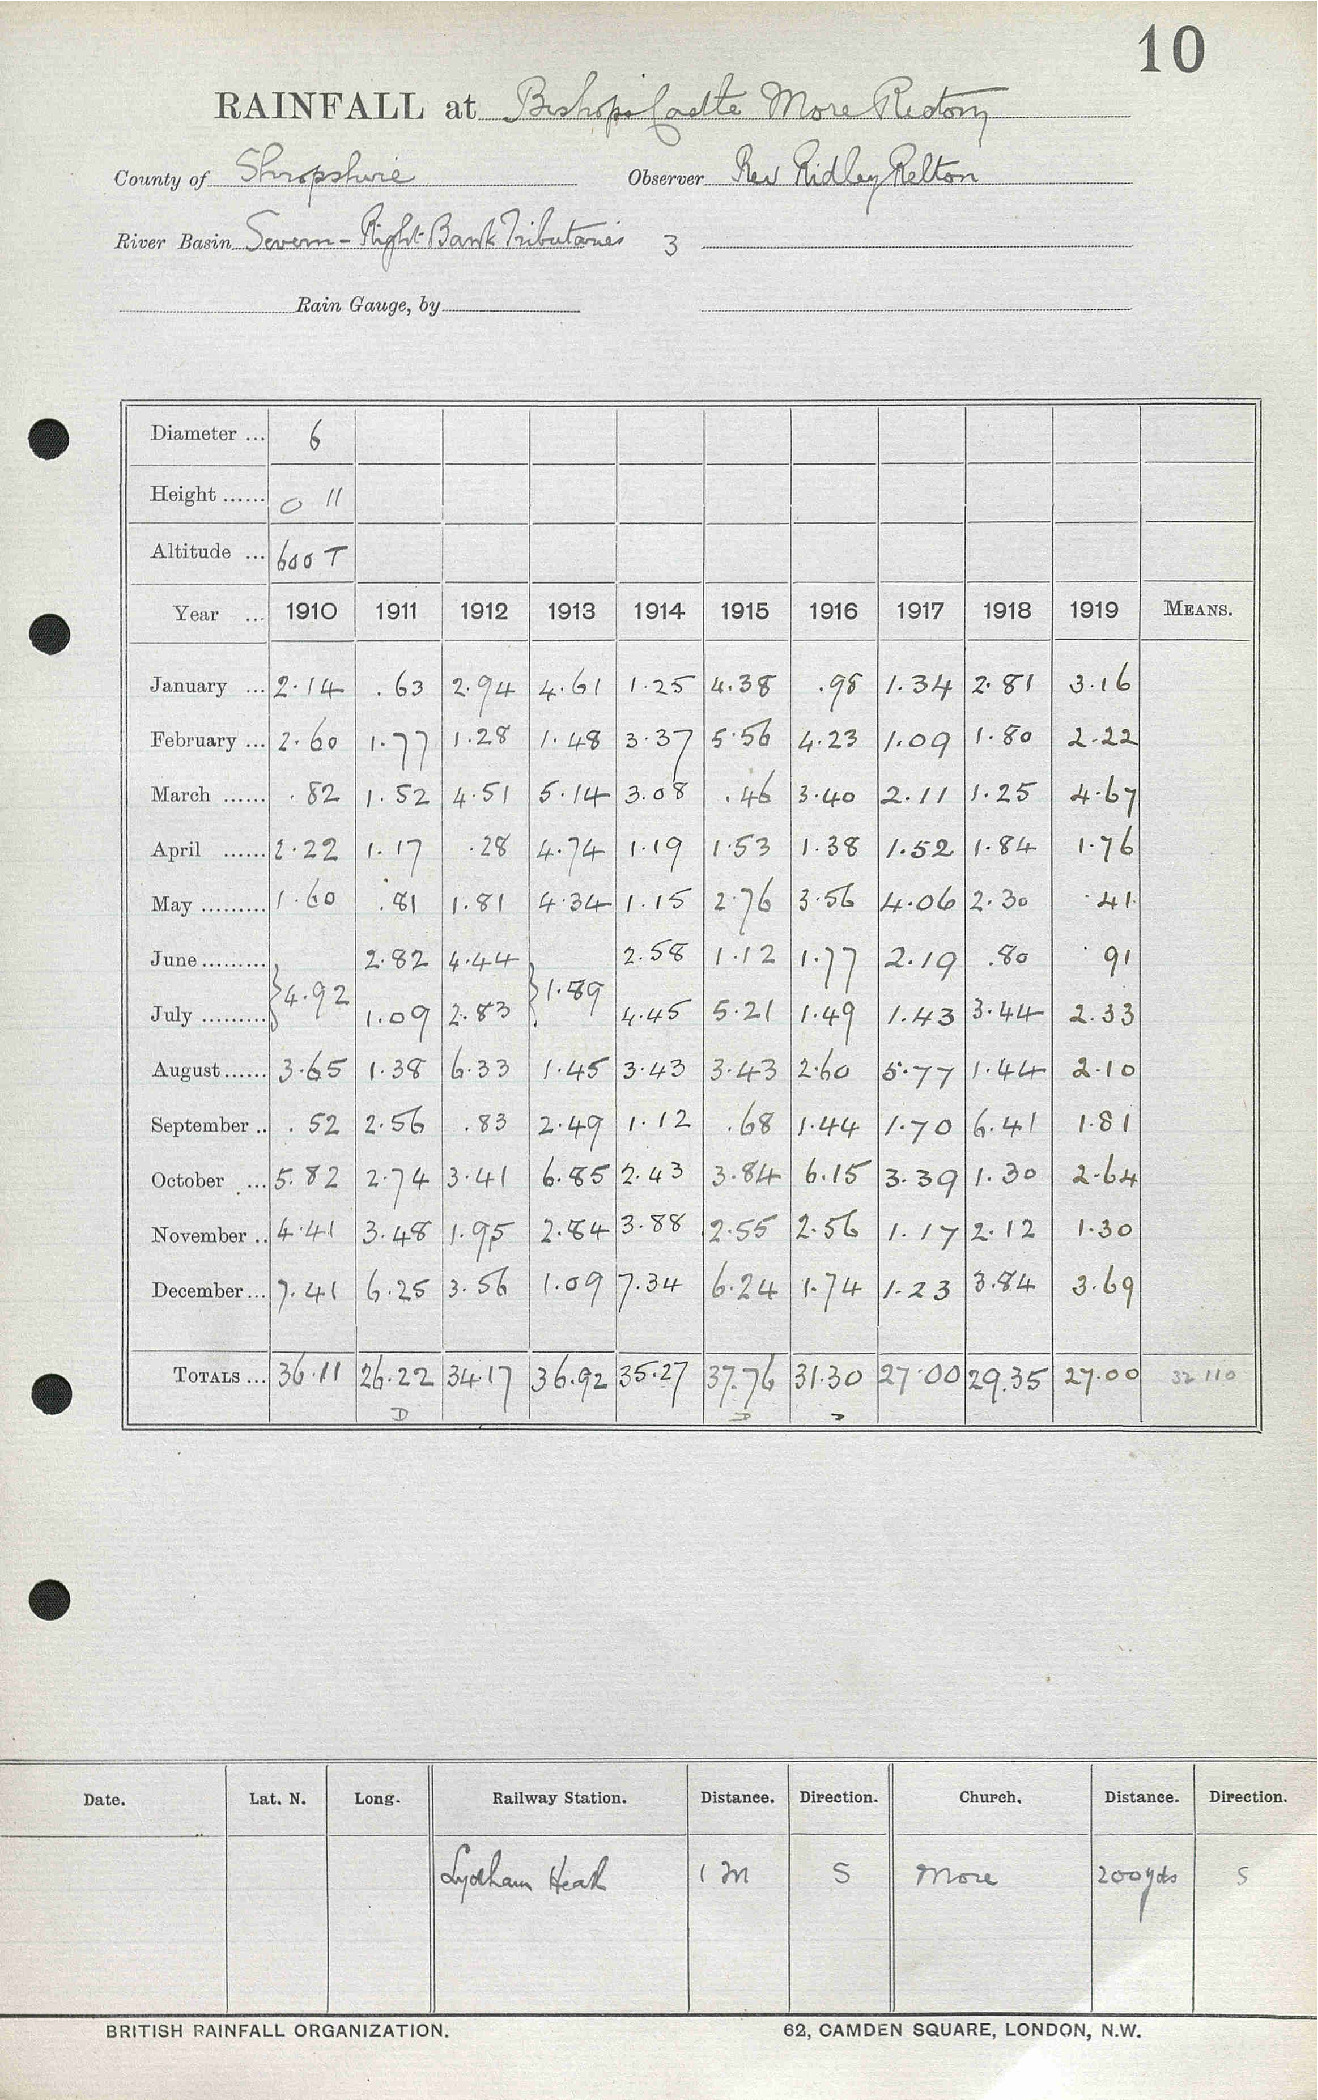 10
RAINFALL at Bishops Castle More Rectory
County of Shropshire Observer Rev Ridley Relton
River Basin Severn - Right Bank Tributaries 3
Rain Gauge, by
Diameter ... 6
Height ...... 0 11
Altitude ... 600 T
Year ... 1910 1911 1912 1913 1914 1915 1916 1917 1918 1919 MEANS.
January ... 2.14 .63 2.94 4.61 1.25 4.38 .98 1.34 2.81 3.16
February ... 2.60 1.77 1.28 1.48 3.37 5.56 4.23 1.09 1.80 2.22
March ...... .82 1.52 4.51 5.14 3.08 .46 3.40 2.11 1.25 4.67
April ...... 2.22 1.17 .28 4.74 1.19 1.53 1.38 1.52 1.84 1.76
May ......... 1.60 .81 1.81 4.34 1.15 2.76 3.56 4.06 2.30 .41
June ......... 2.82 4.44 2.58 1.12 1.77 2.19 .80 .91
}4.92 }1.89
July ......... 1.09 2.83 4.45 5.21 1.49 1.43 3.44 2.33
August ...... 3.65 1.38 6.33 1.45 3.43 3.43 2.60 5.77 1.44 2.10
September .. .52 2.56 .83 2.49 1.12 .68 1.44 1.70 6.41 1.81
October ... 5.82 2.74 3.41 6.85 2.43 3.84 6.15 3.39 1.30 2.64
November .. 4.41 3.48 1.95 2.84 3.88 2.55 2.56 1.17 2.12 1.30
December ... 7.41 6.25 3.56 1.09 7.34 6.24 1.74 1.23 3.84 3.69
TOTALS ... 36.11 26.22 34.17 36.92 35.27 37.76 31.30 27.00 29.35 27.00 32 110
D D D
Date. Lat. N. Long. Railway Station. Distance. Direction. Church. Distance. Direction.
Lydham Heath 1 M S More 200 yds S
BRITISH RAINFALL ORGANIZATION. 62, CAMDEN SQUARE, LONDON, N.W.